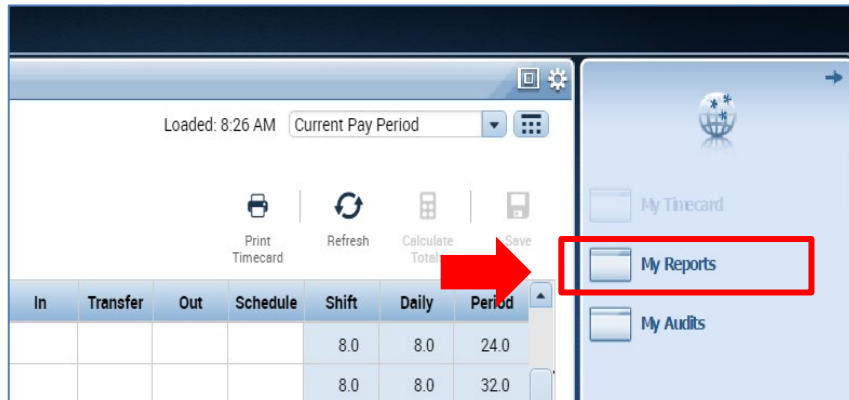 Loaded: 8:26 AM Current Pay Period
Print Timecard
Refresh
Calculate Totals
Save
In Transfer Out Schedule Shift Daily Period
8.0 8.0 24.0
8.0 8.0 32.0
My Timecard
My Reports
My Audits